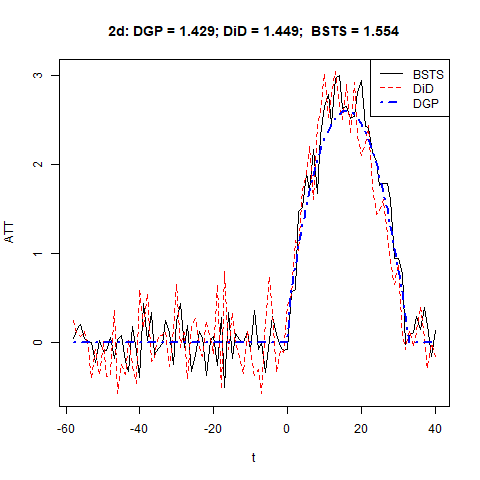 2d: DGP = 1.429; DiD = 1.449;  BSTS = 1.554
BSTS
DiD
DGP
3
2
1
0
ATT
-60 -40 -20 0 20 40
t